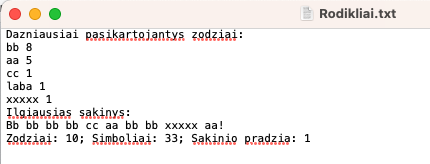 Rodikliai.txt
Dazniausiai pasikartojantys zodziai:
bb 8
aa 5
cc 1
laba 1
xxxxx 1
Ilgiausias sakinys:
Bb bb bb bb cc aa bb bb xxxxx aa!
Zodziai: 10; Simboliai: 33; Sakinio pradzia: 1